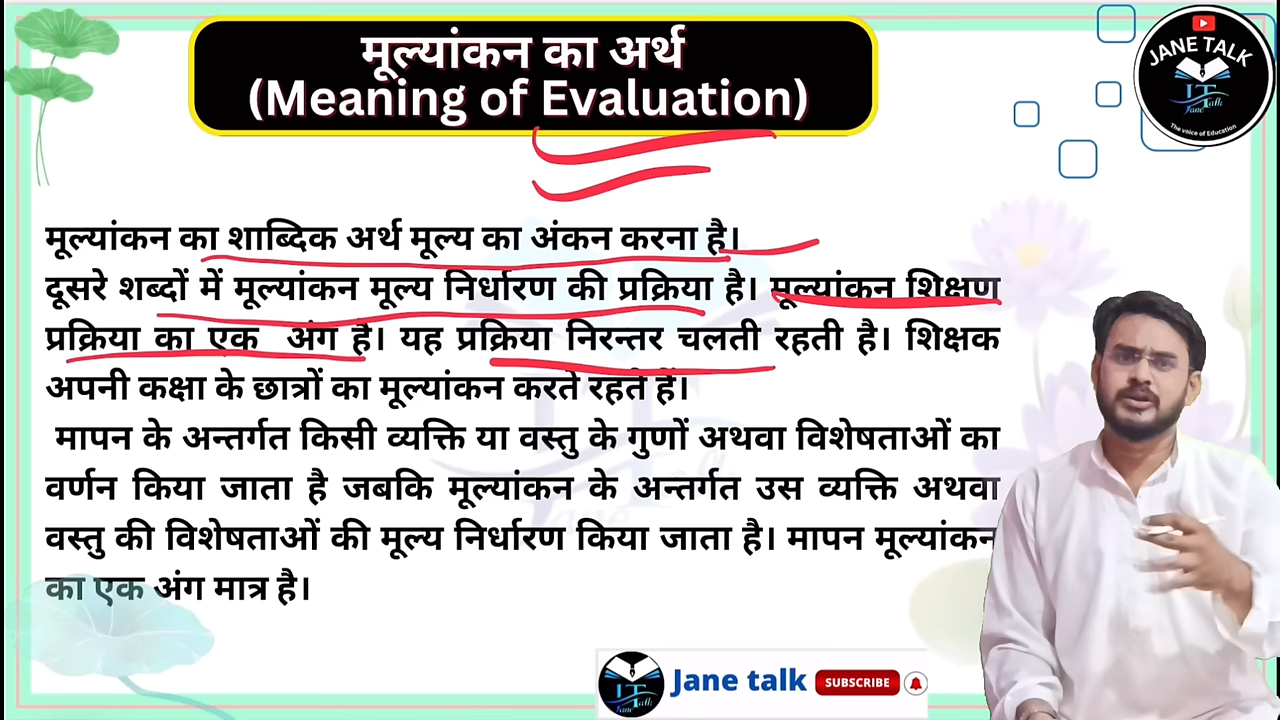 मूल्यांकन का अर्थ
(Meaning of Evaluation)
JANE TALK
Jane Talk
The voice of Education
मूल्यांकन का शाब्दिक अर्थ मूल्य का अंकन करना है।
दूसरे शब्दों में मूल्यांकन मूल्य निर्धारण की प्रक्रिया है। मूल्यांकन शिक्षण
प्रक्रिया का एक अंग है। यह प्रक्रिया निरन्तर चलती रहती है। शिक्षक
अपनी कक्षा के छात्रों का मूल्यांकन करते रहते हैं।
मापन के अन्तर्गत किसी व्यक्ति या वस्तु के गुणों अथवा विशेषताओं का
वर्णन किया जाता है जबकि मूल्यांकन के अन्तर्गत उस व्यक्ति अथवा
वस्तु की विशेषताओं की मूल्य निर्धारण किया जाता है। मापन मूल्यांकन
का एक अंग मात्र है।
Jane talk
SUBSCRIBE